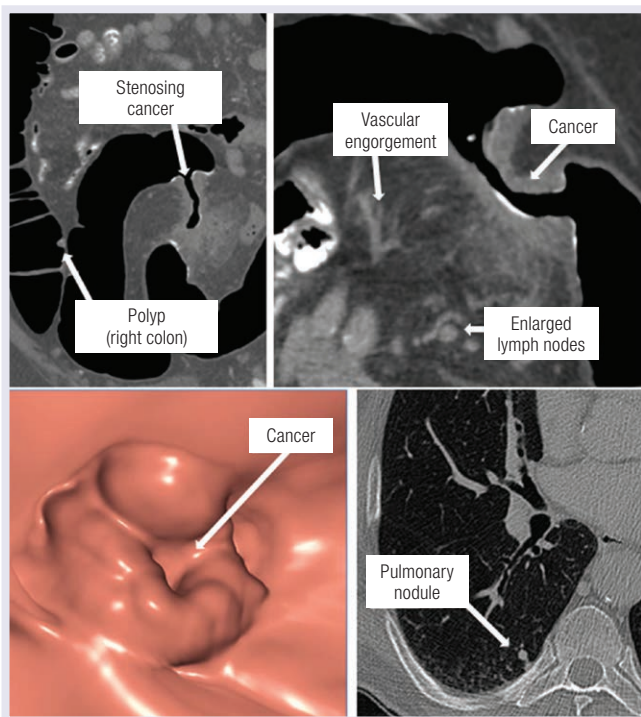 Stenosing
cancer
Polyp
(right colon)
Vascular
engorgement
Cancer
Enlarged
lymph nodes
Cancer
Pulmonary
nodule